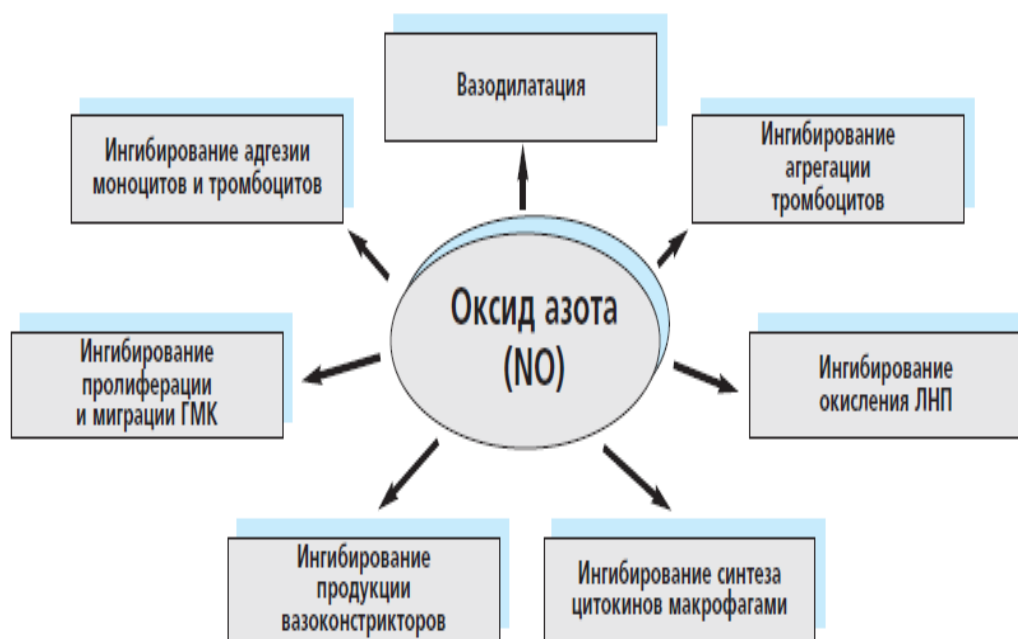 Вазодилатация
Ингибирование адгезии
моноцитов и тромбоцитов
Ингибирование
агрегации
тромбоцитов
Оксид азота
(NO)
Ингибирование
пролиферации
и миграции ГМК
Ингибирование
окисления ЛНП
Ингибирование
продукции
вазоконстрикторов
Ингибирование синтеза
цитокинов макрофагами